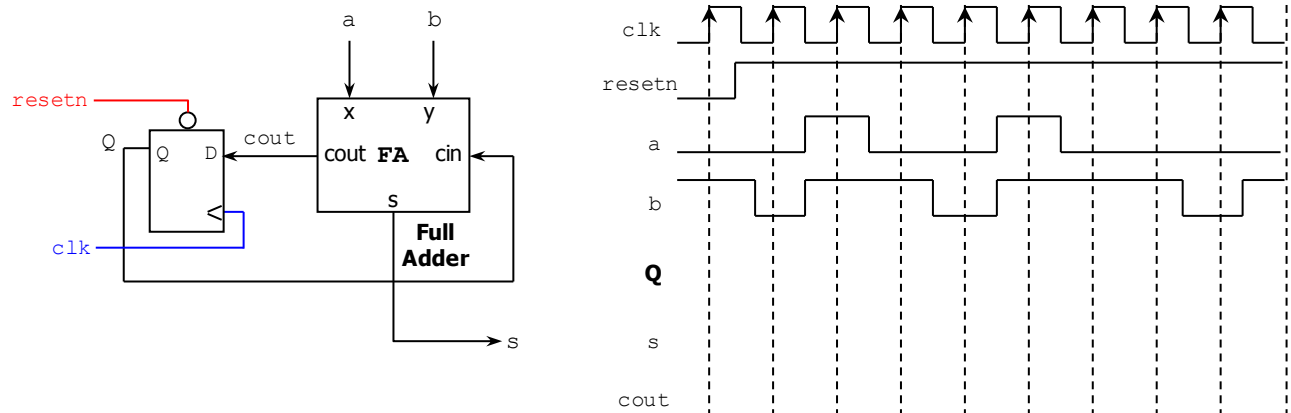 a b
resetn
x y
Q Q D cout cout FA cin
s
Full
Adder
clk
s
clk
resetn
a
b
Q
s
cout